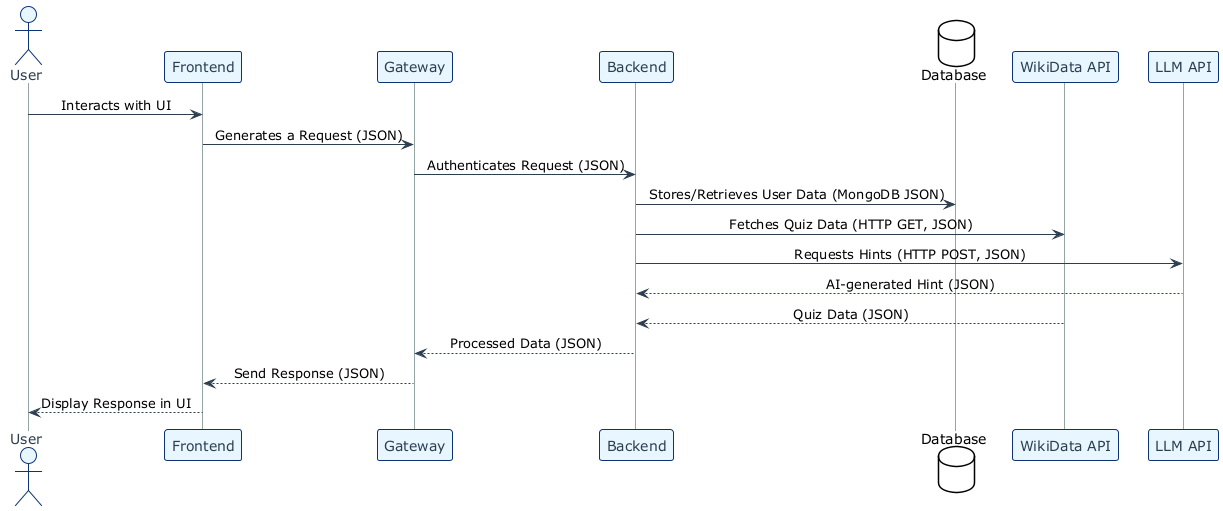 User
Frontend
Gateway
Backend
Database
WikiData API
LLM API
Interacts with UI
Generates a Request (JSON)
Authenticates Request (JSON)
Stores/Retrieves User Data (MongoDB JSON)
Fetches Quiz Data (HTTP GET, JSON)
Requests Hints (HTTP POST, JSON)
AI-generated Hint (JSON)
Quiz Data (JSON)
Processed Data (JSON)
Send Response (JSON)
Display Response in UI
User
Frontend
Gateway
Backend
Database
WikiData API
LLM API